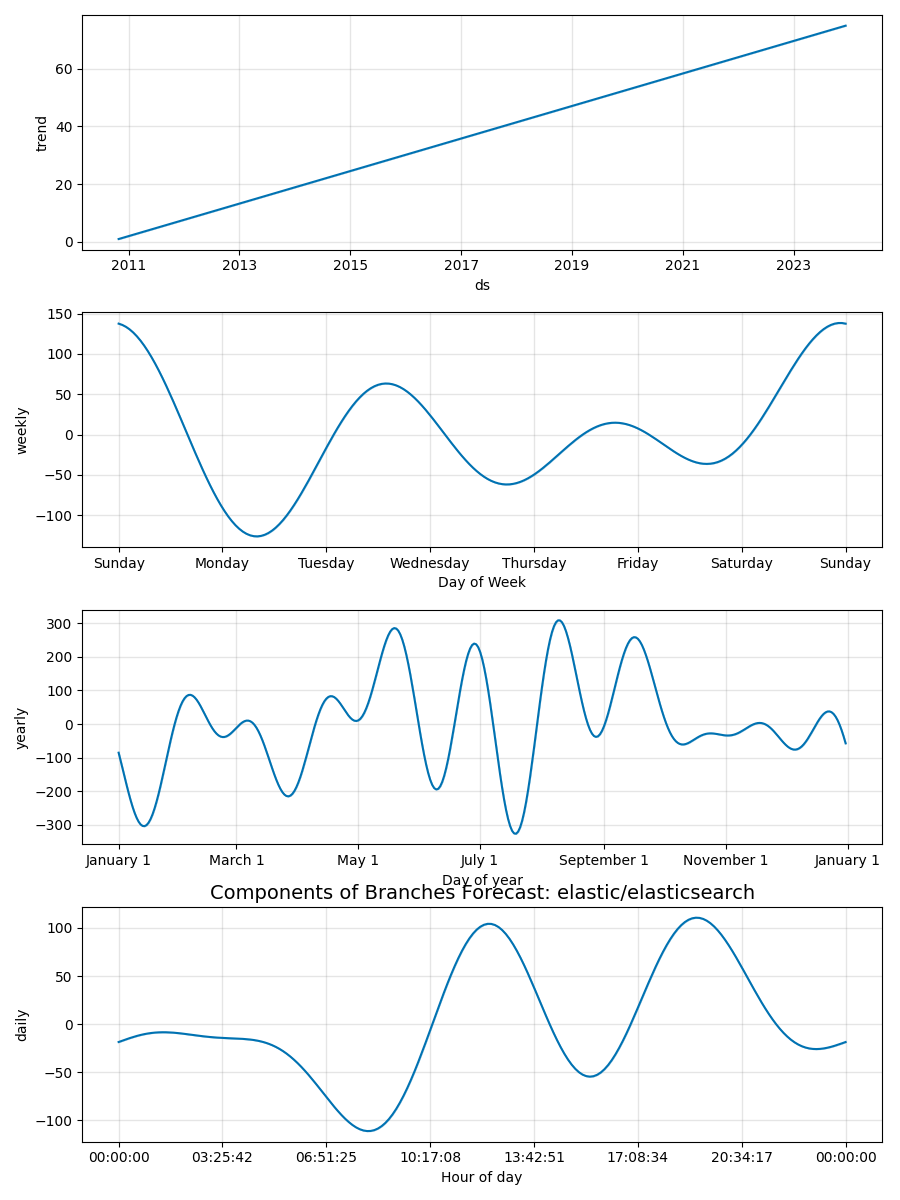 60
40
20
0
trend
2011 2013 2015 2017 2019 2021 2023
ds
150
100
50
0
−50
−100
weekly
Sunday Monday Tuesday Wednesday Thursday Friday Saturday Sunday
Day of Week
300
200
100
0
−100
−200
−300
yearly
January 1 March 1 May 1 July 1 September 1 November 1 January 1
Day of year
Components of Branches Forecast: elastic/elasticsearch
100
50
0
−50
−100
daily
00:00:00 03:25:42 06:51:25 10:17:08 13:42:51 17:08:34 20:34:17 00:00:00
Hour of day